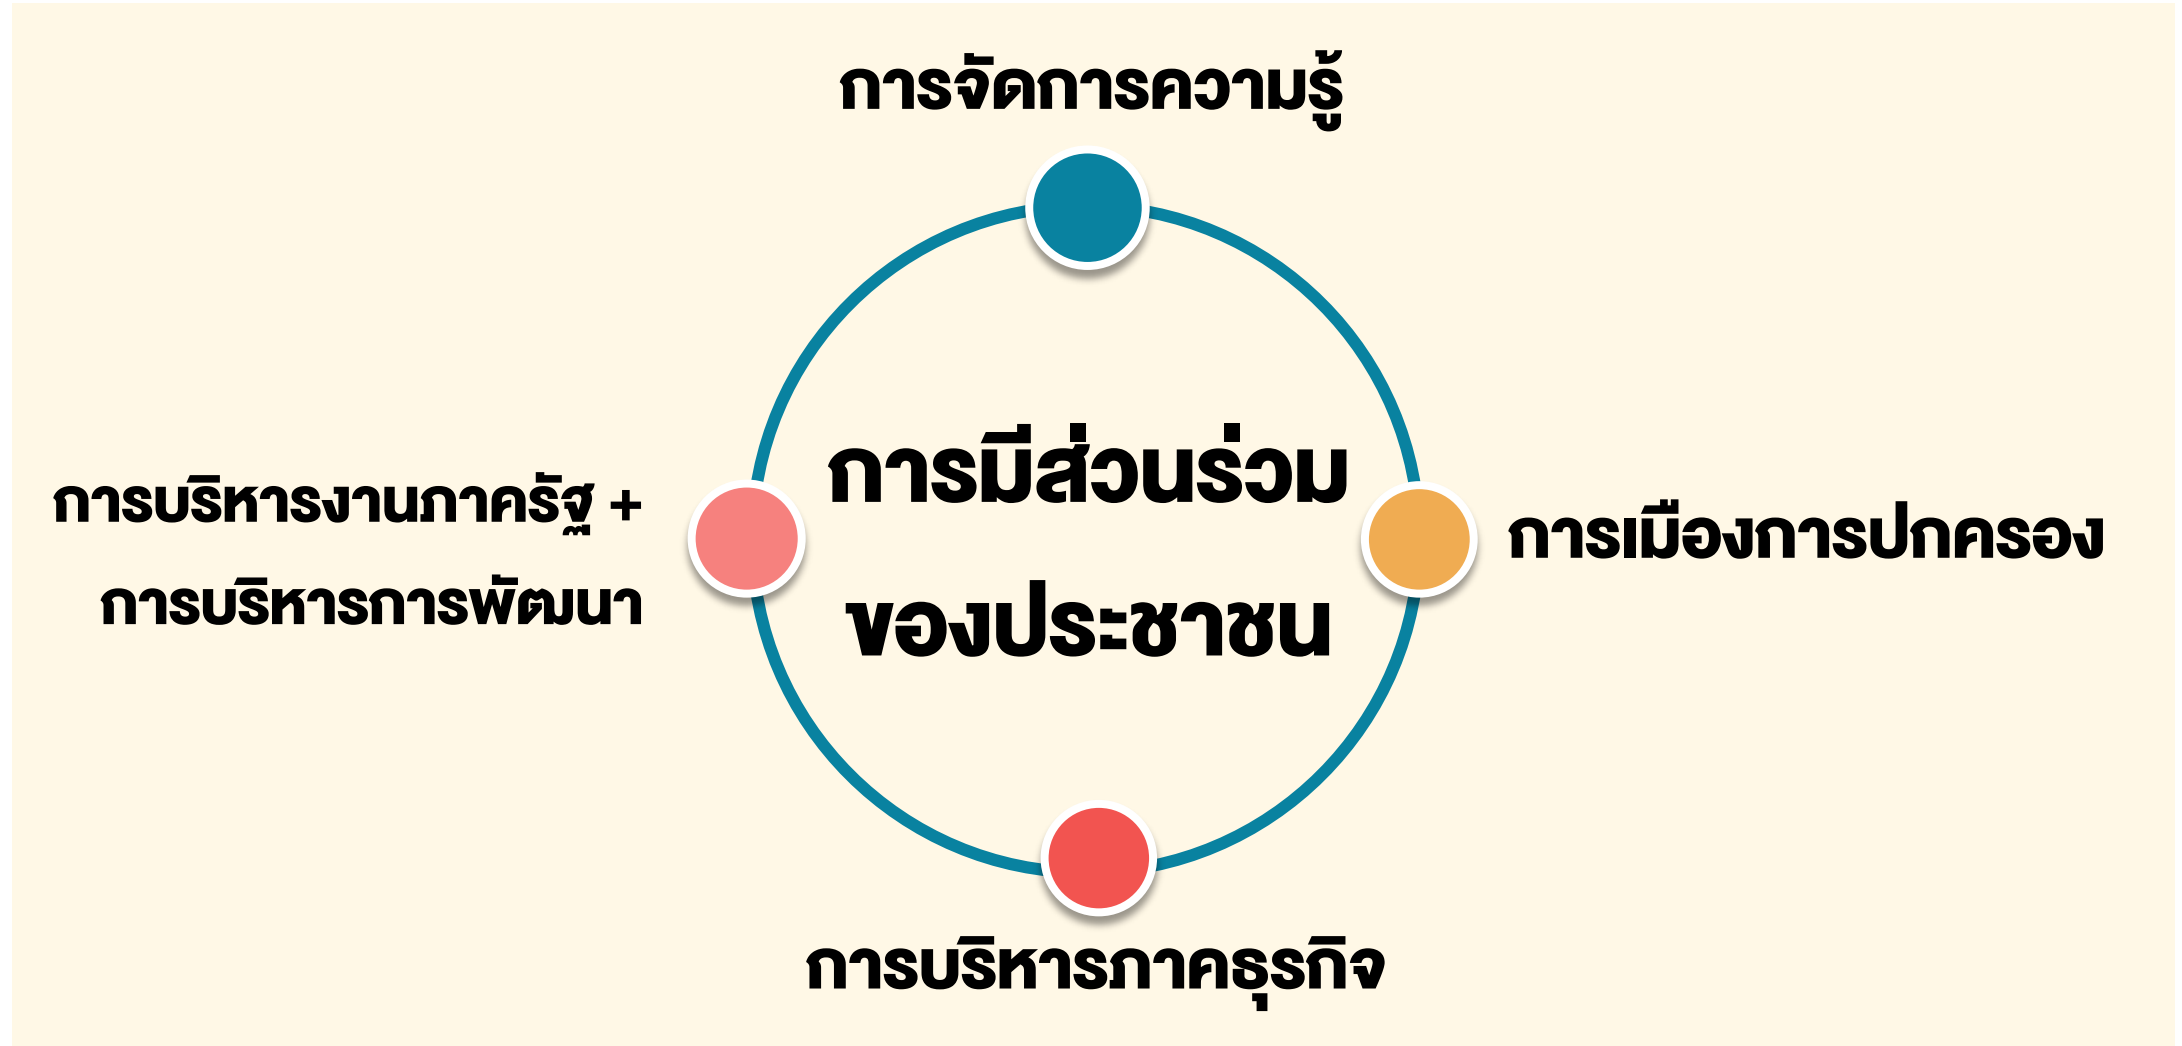 การจัดการความรู้
การมีส่วนร่วม
ของประชาชน
การบริหารงานภาครัฐ +
การบริหารการพัฒนา
การเมืองการปกครอง
การบริหารภาคธุรกิจ